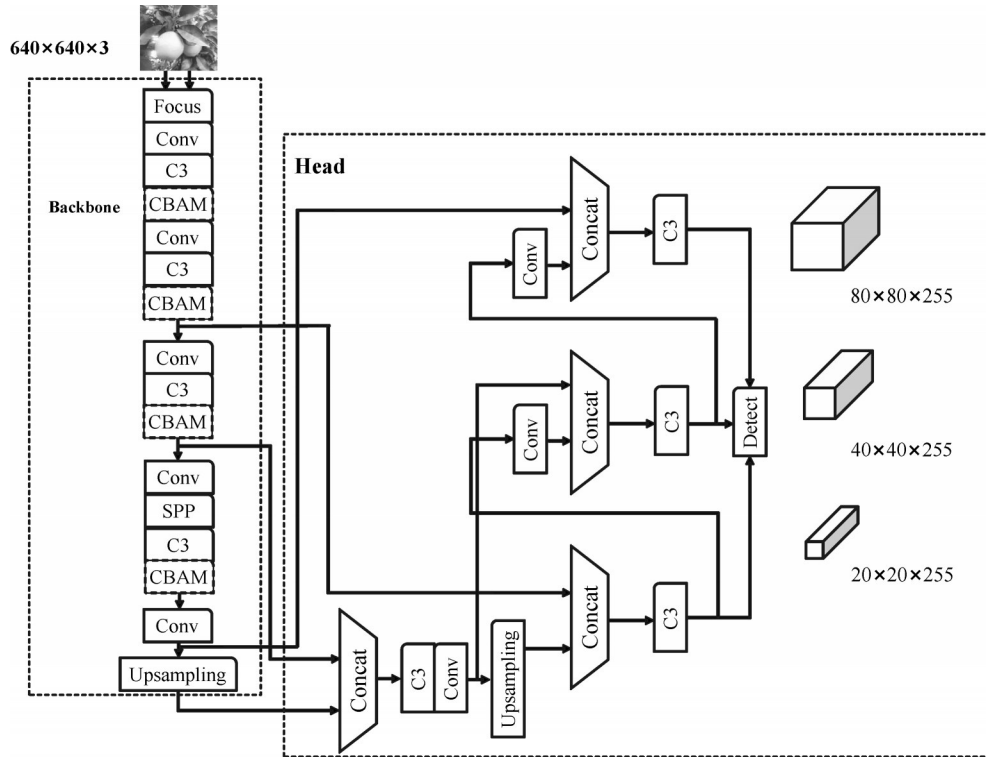 640×640×3
Backbone
Focus
Conv
C3
CBAM
Conv
C3
CBAM
Conv
C3
CBAM
Conv
SPP
C3
CBAM
Conv
Upsampling
Head
Concat
C3
Conv
Concat
C3
Conv
Detect
Concat
C3
Concat
C3
Conv
Upsampling
80×80×255
40×40×255
20×20×255